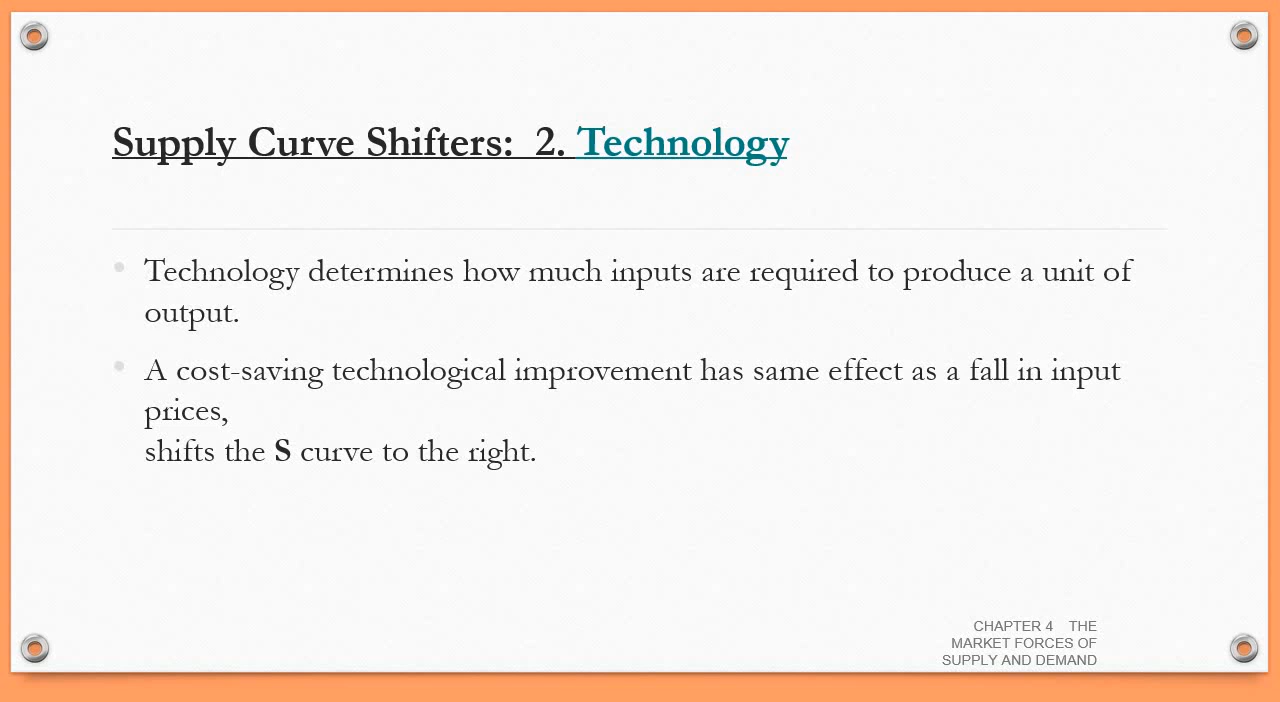 Supply Curve Shifters:  2. Technology
Technology determines how much inputs are required to produce a unit of
output.
A cost-saving technological improvement has same effect as a fall in input
prices,
shifts the S curve to the right.
CHAPTER 4    THE
MARKET FORCES OF
SUPPLY AND DEMAND